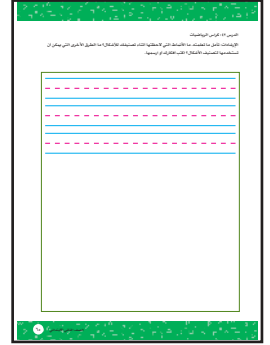 الدرس ٤٥: كراس الرياضيات
الإرشادات: تأمل ما تعلمته. ما الأنماط التي لاحظتها أثناء تصنيفك للأشكال؟ ما الطرق الأخرى التي يمكن أن
تستخدمها لتصنيف الأشكال؟ اكتب أفكارك أو ارسمها.